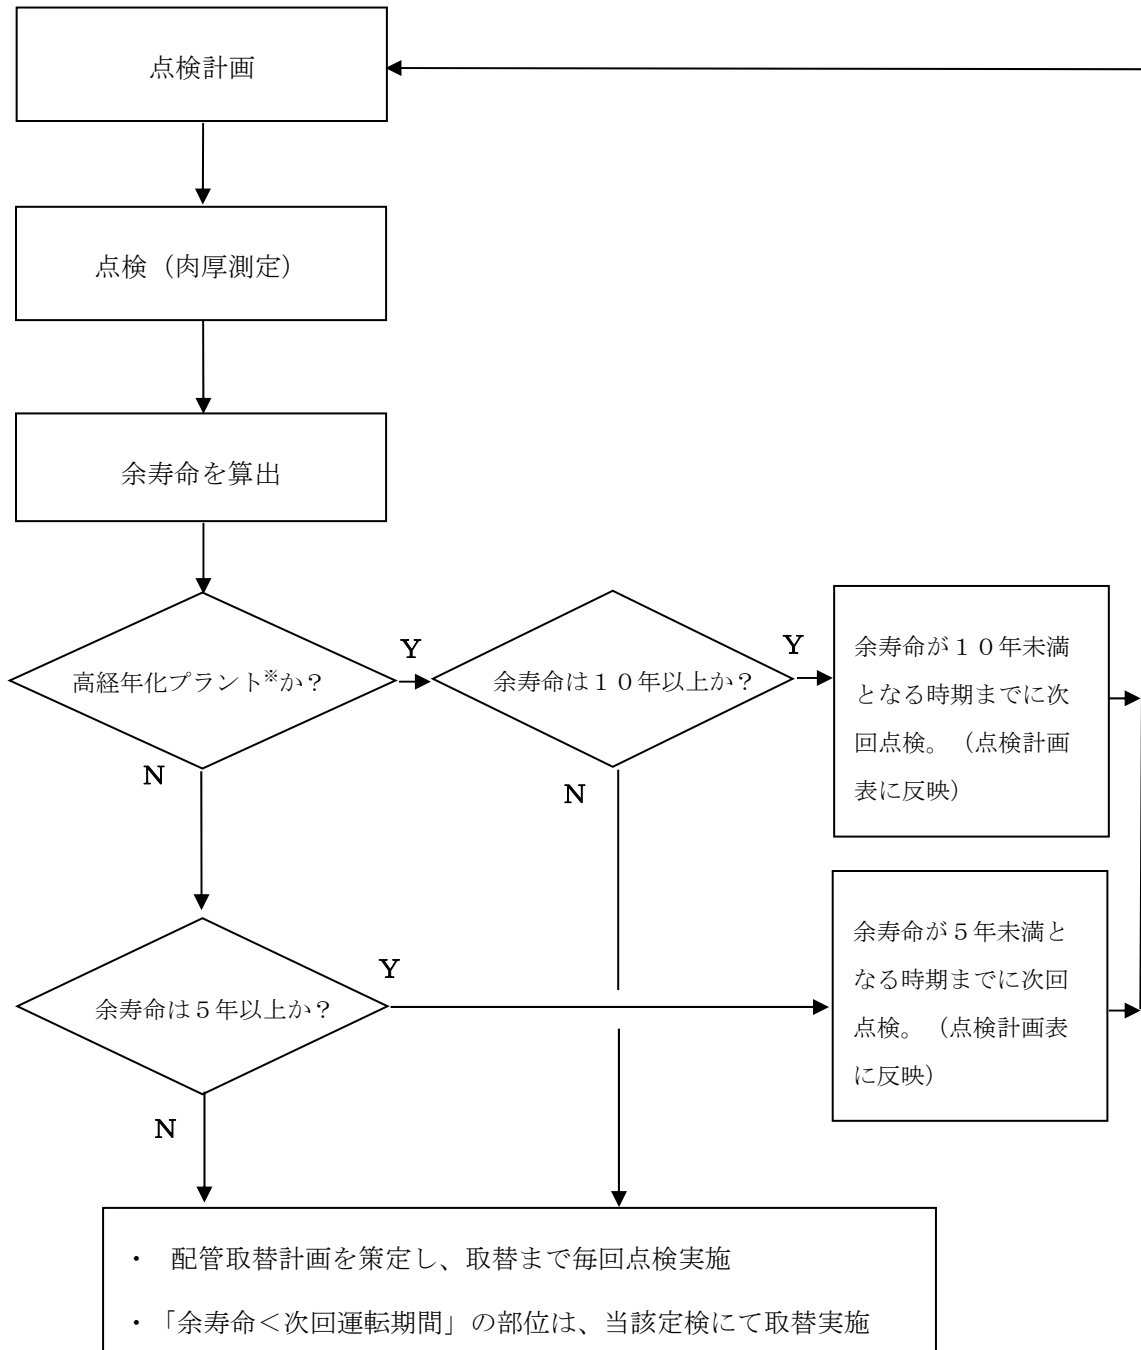 点検計画
点検（肉厚測定）
余寿命を算出
高経年化プラント※か？
Y
余寿命は１０年以上か？
Y
余寿命が１０年未満
となる時期までに次
回点検。（点検計画
表に反映）
N
N
余寿命は５年以上か？
Y
余寿命が５年未満と
なる時期までに次回
点検。（点検計画表
に反映）
N
・ 配管取替計画を策定し、取替まで毎回点検実施
・「余寿命＜次回運転期間」の部位は、当該定検にて取替実施